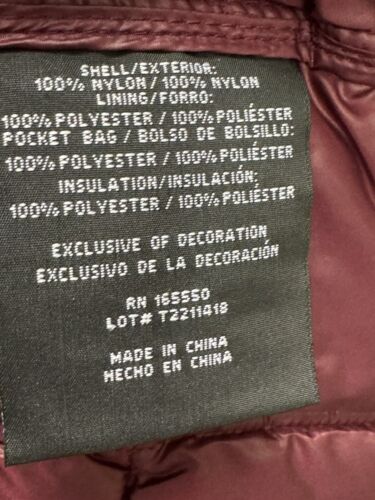 SHELL/EXTERIOR:
100% NYLON/100% NYLON
LINING/FORRO:
100% POLYESTER/100% POLIÉSTER
POCKET BAG/BOLSO DE BOLSILLO:
100% POLYESTER/100% POLIÉSTER
INSULATION/INSULACIÓN:
100% POLYESTER/100% POLIÉSTER
EXCLUSIVE OF DECORATION
EXCLUSIVO DE LA DECORACIÓN
RN 165550
LOT# T2211418
MADE IN CHINA
HECHO EN CHINA